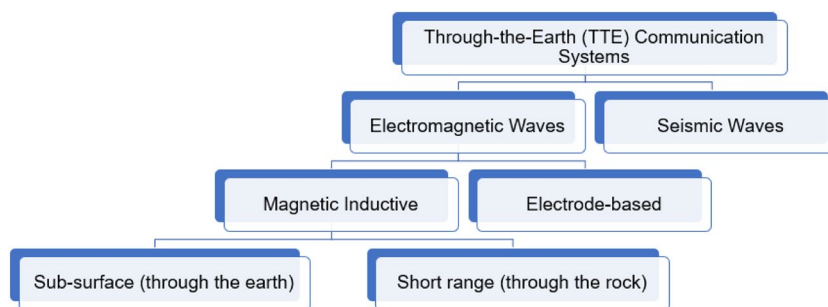 Through-the-Earth (TTE) Communication
Systems
Electromagnetic Waves
Seismic Waves
Magnetic Inductive
Electrode-based
Sub-surface (through the earth)
Short range (through the rock)